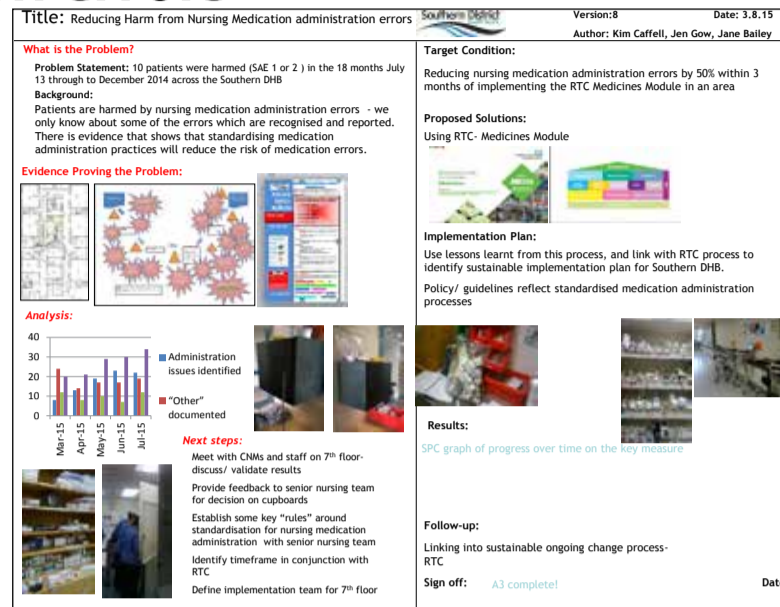 Title: Reducing Harm from Nursing Medication administration errors
Southern District
Version:8 Date: 3.8.15
Author: Kim Caffell, Jen Gow, Jane Bailey
What is the Problem?
Problem Statement: 10 patients were harmed (SAE 1 or 2 ) in the 18 months July
13 through to December 2014 across the Southern DHB
Background:
Patients are harmed by nursing medication administration errors - we
only know about some of the errors which are recognised and reported.
There is evidence that shows that standardising medication
administration practices will reduce the risk of medication errors.
Evidence Proving the Problem:
Analysis:
40
30
20
10
0
Mar-15
Apr-15
May-15
Jun-15
Jul-15
Administration
issues identified
"Other"
documented
Next steps:
Meet with CNMs and staff on 7th floor-
discuss/ validate results
Provide feedback to senior nursing team
for decision on cupboards
Establish some key "rules" around
standardisation for nursing medication
administration with senior nursing team
Identify timeframe in conjunction with
RTC
Define implementation team for 7th floor
Target Condition:
Reducing nursing medication administration errors by 50% within 3
months of implementing the RTC Medicines Module in an area
Proposed Solutions:
Using RTC- Medicines Module
Implementation Plan:
Use lessons learnt from this process, and link with RTC process to
identify sustainable implementation plan for Southern DHB.
Policy/ guidelines reflect standardised medication administration
processes
Results:
SPC graph of progress over time on the key measure
Follow-up:
Linking into sustainable ongoing change process-
RTC
Sign off: A3 complete! Dat